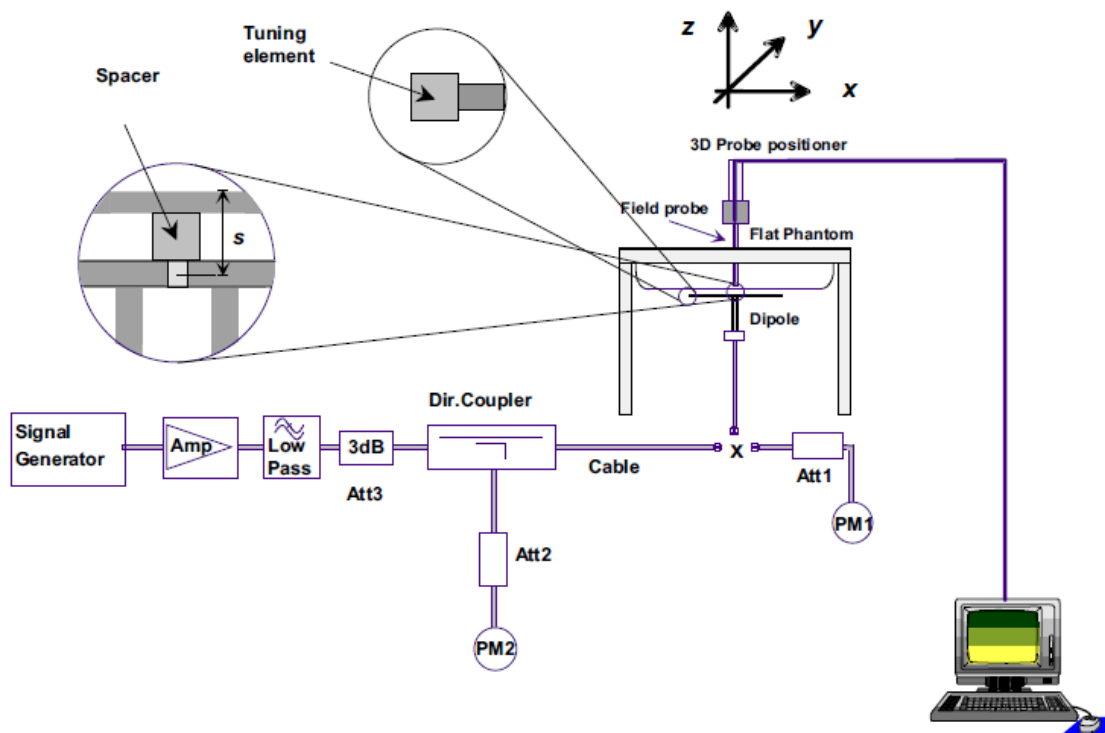 Tuning
element
Spacer
z
y
x
3D Probe positioner
Field probe
Flat Phantom
s
Dipole
Dir.Coupler
Signal
Generator
Amp
Low
Pass
3dB
Att3
Cable
X
Att1
PM1
Att2
PM2